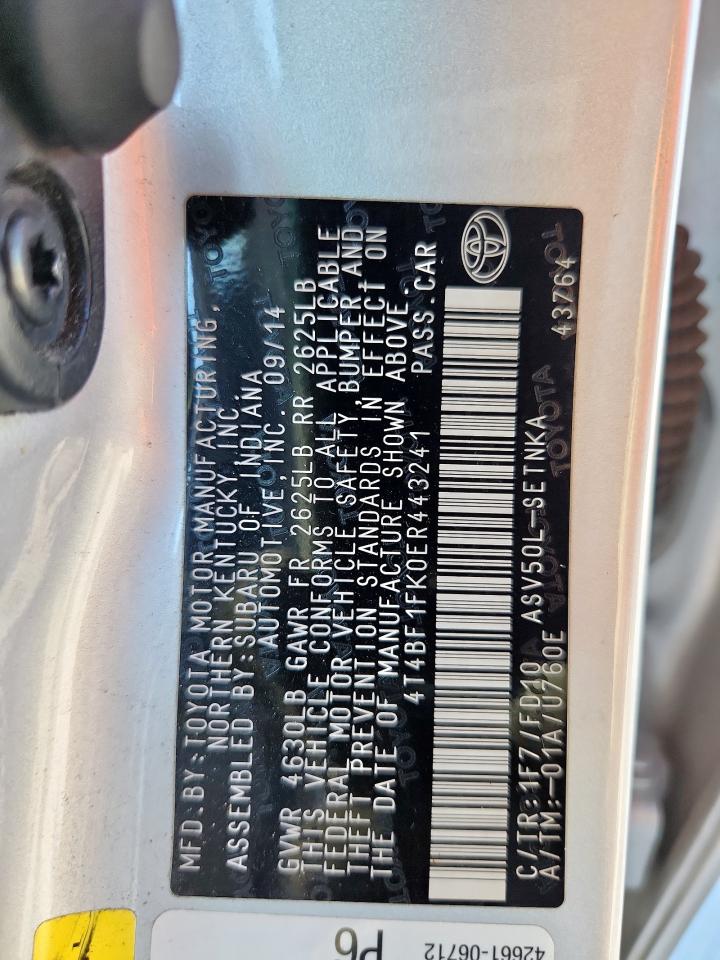 MFD.BY:TOYOTA MOTOR MANUFACTURING,
NORTHERN KENTUCKY,INC.
ASSEMBLED BY:SUBARU OF INDIANA
AUTOMOTIVE,INC. 09/14
GVWR 4630LB GAWR FR 2625LB RR 2625LB
THIS VEHICLE CONFORMS TO ALL APPLICABLE
FEDERAL MOTOR VEHICLE SAFETY,BUMPER,AND
THEFT PREVENTION STANDARDS IN EFFECT ON
THE DATE OF MANUFACTURE SHOWN ABOVE.
4T4BF1FK0ER443241 PASS.CAR
C/TR:1F7/FD10 ASV50L-SETNKA
A/TM:-01A/U760E 43764
P6
42661-06712